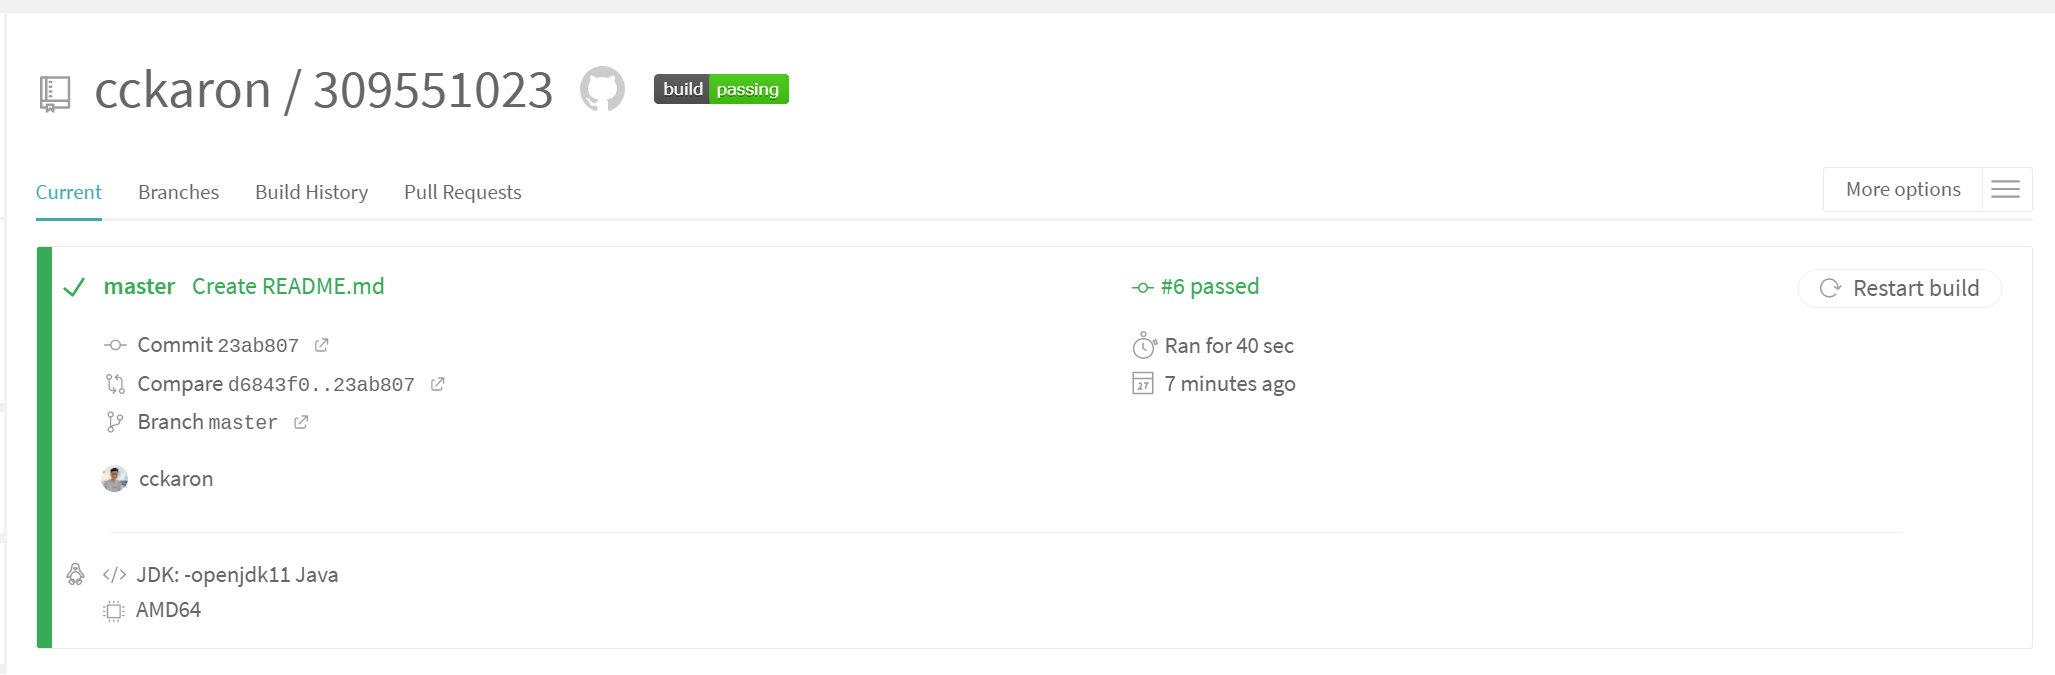 cckaron / 309551023 build passing
Current Branches Build History Pull Requests More options
master Create README.md
Commit 23ab807
Compare d6843f0..23ab807
Branch master
cckaron
#6 passed
Ran for 40 sec
27 7 minutes ago
Restart build
</> JDK: -openjdk11 Java
AMD64